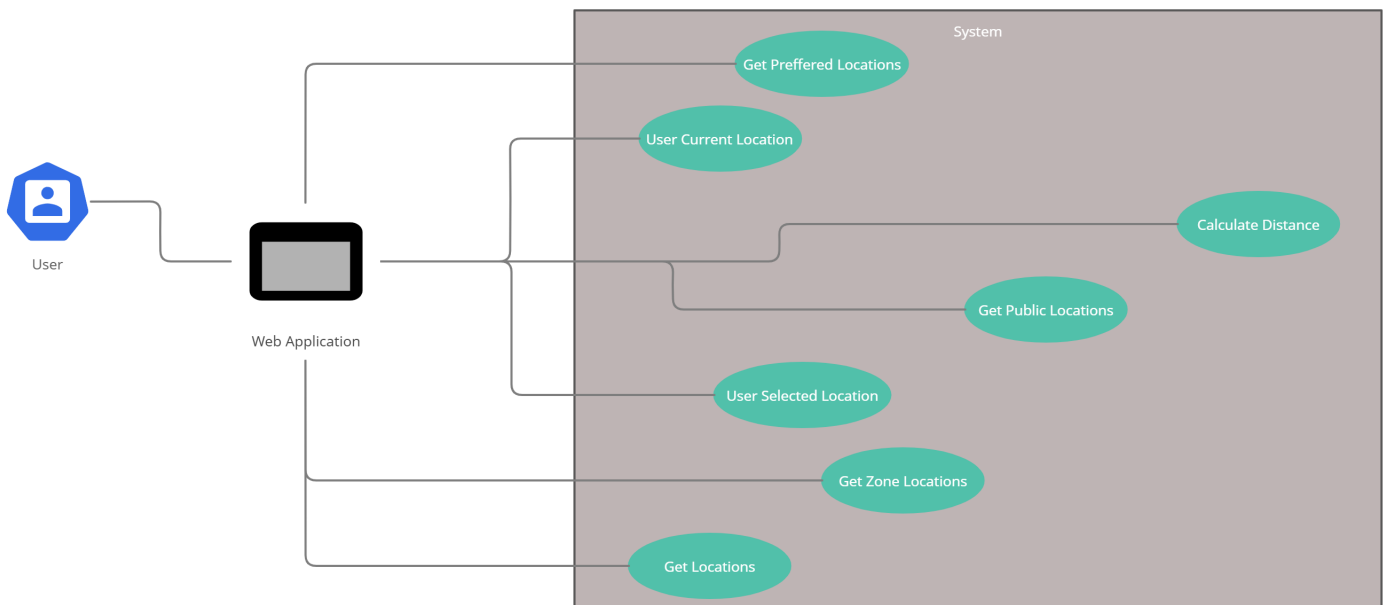 System
Get Preffered Locations
User Current Location
Calculate Distance
User
Get Public Locations
Web Application
User Selected Location
Get Zone Locations
Get Locations